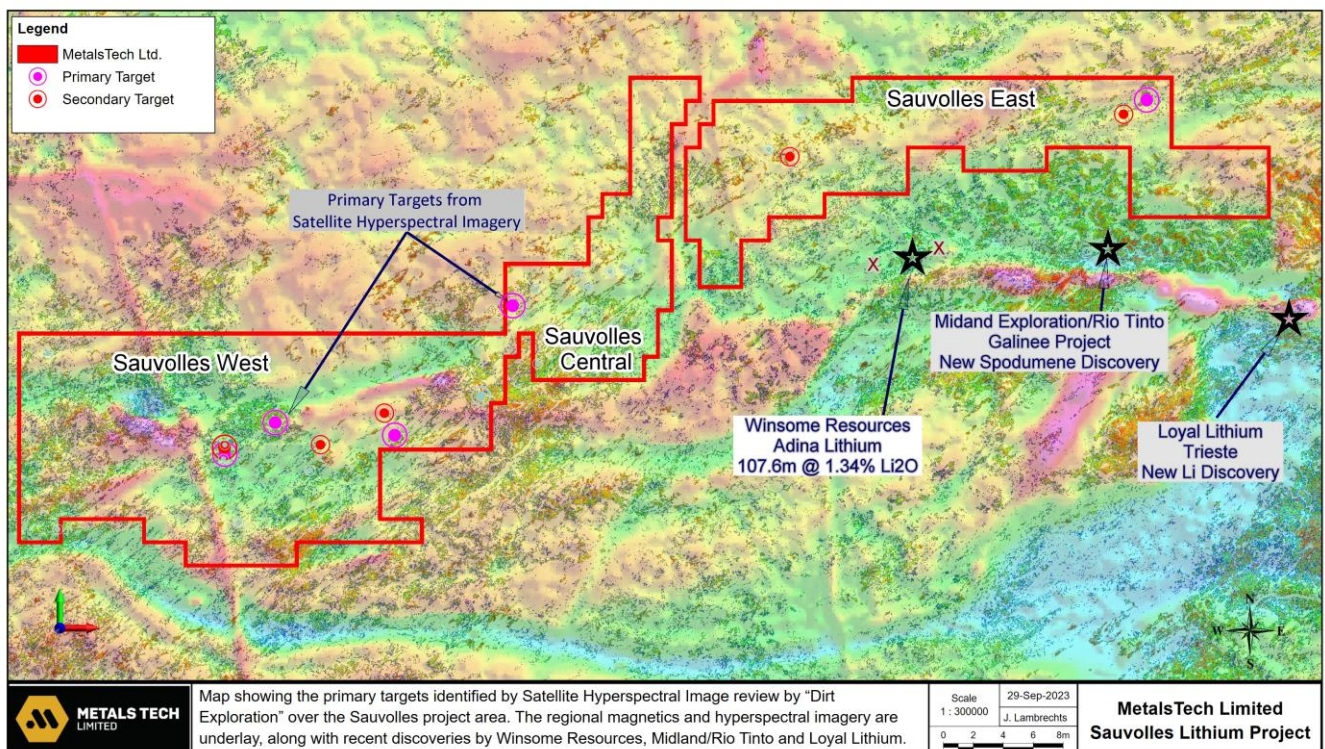 Legend
MetalsTech Ltd.
Primary Target
Secondary Target
Sauvolles East
Primary Targets from
Satellite Hyperspectral Imagery
X
X
Sauvolles West
Sauvolles
Central
Midand Exploration/Rio Tinto
Galinee Project
New Spodumene Discovery
Winsome Resources
Adina Lithium
107.6m @ 1.34% Li2O
Loyal Lithium
Trieste
New Li Discovery
N
W E
S
METALS TECH
LIMITED
Map showing the primary targets identified by Satellite Hyperspectral Image review by “Dirt
Exploration” over the Sauvolles project area. The regional magnetics and hyperspectral imagery are
underlay, along with recent discoveries by Winsome Resources, Midland/Rio Tinto and Loyal Lithium.
Scale
1 : 300000
29-Sep-2023
J. Lambrechts
0 2 4 6 8m
MetalsTech Limited
Sauvolles Lithium Project